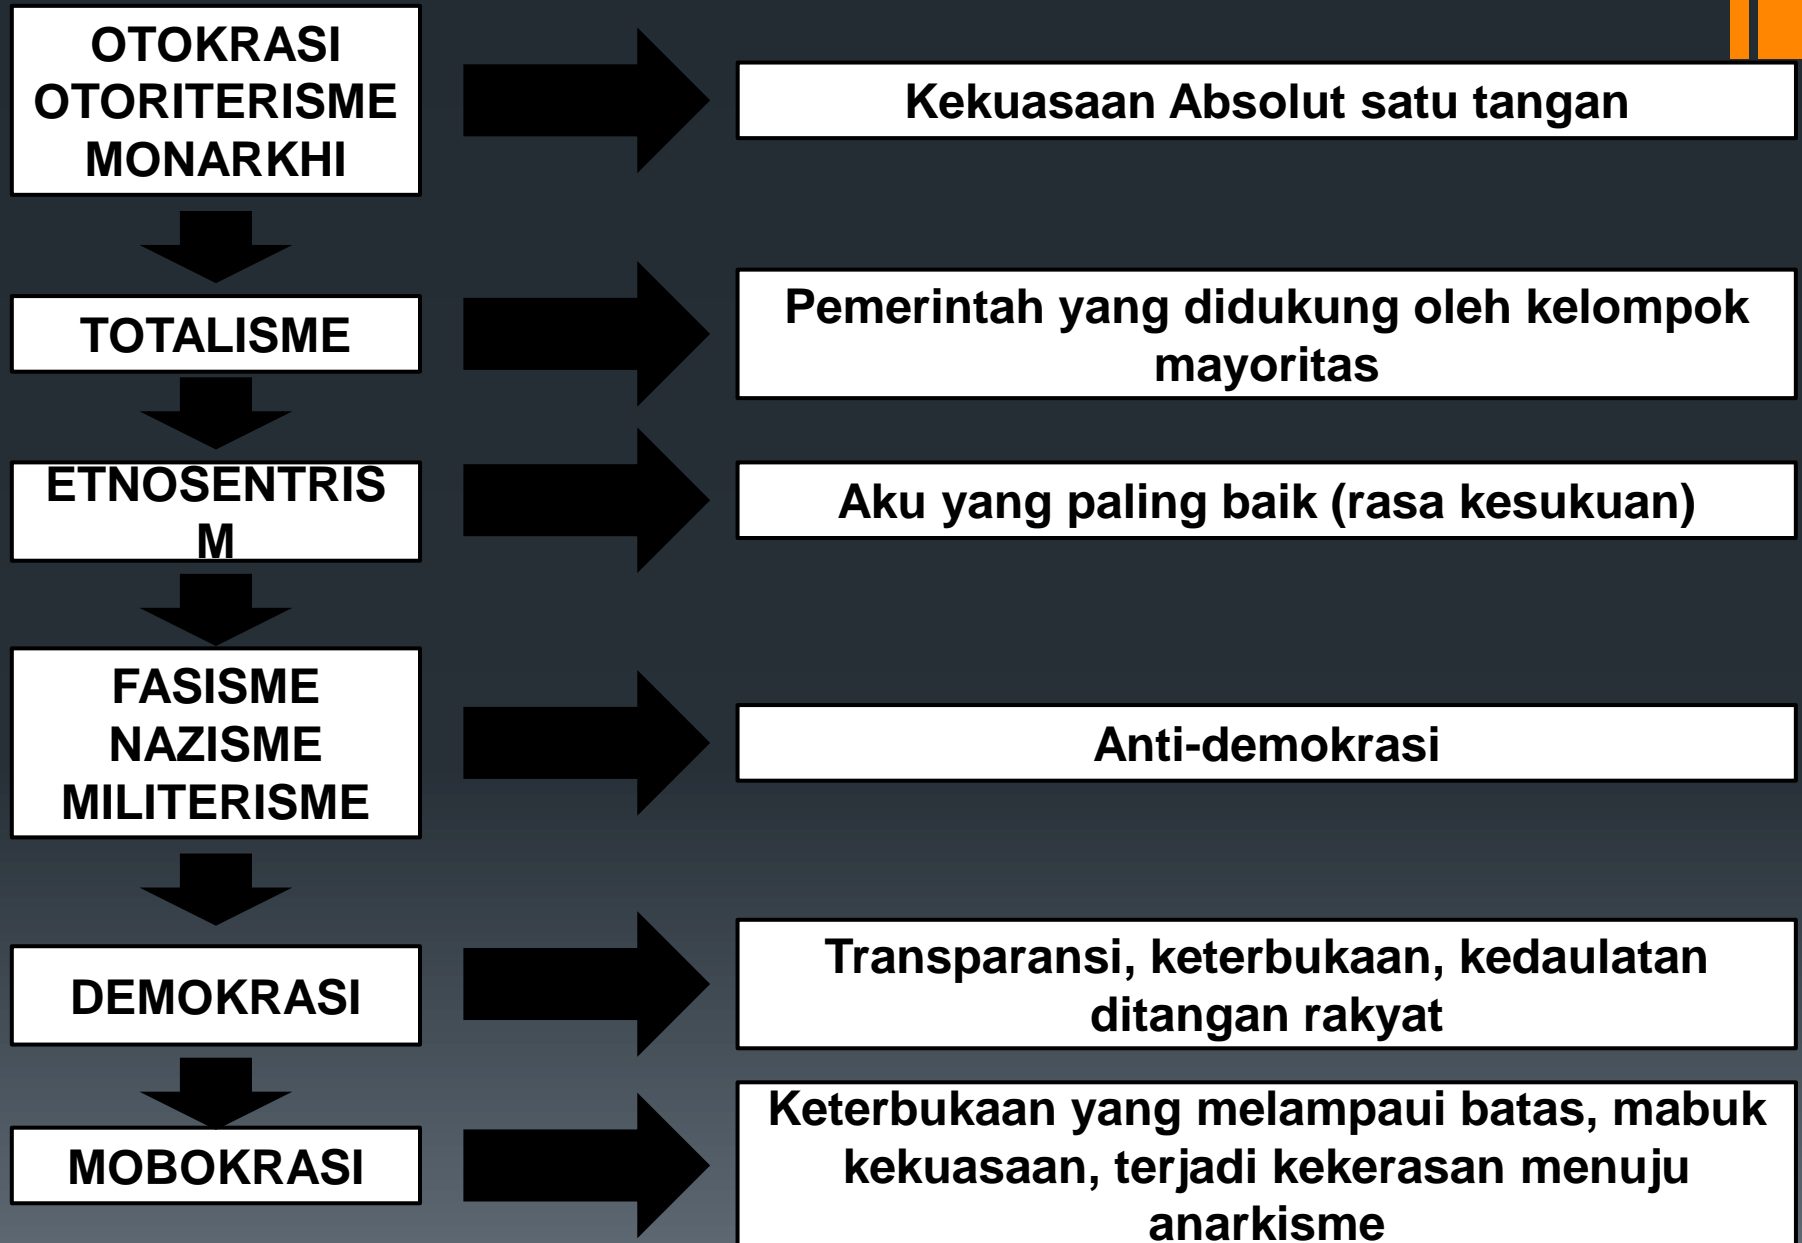 OTOKRASI
OTORITERISME
MONARKHI
Kekuasaan Absolut satu tangan
TOTALISME
Pemerintah yang didukung oleh kelompok
mayoritas
ETNOSENTRIS
M
Aku yang paling baik (rasa kesukuan)
FASISME
NAZISME
MILITERISME
Anti-demokrasi
DEMOKRASI
Transparansi, keterbukaan, kedaulatan
ditangan rakyat
MOBOKRASI
Keterbukaan yang melampaui batas, mabuk
kekuasaan, terjadi kekerasan menuju
anarkisme